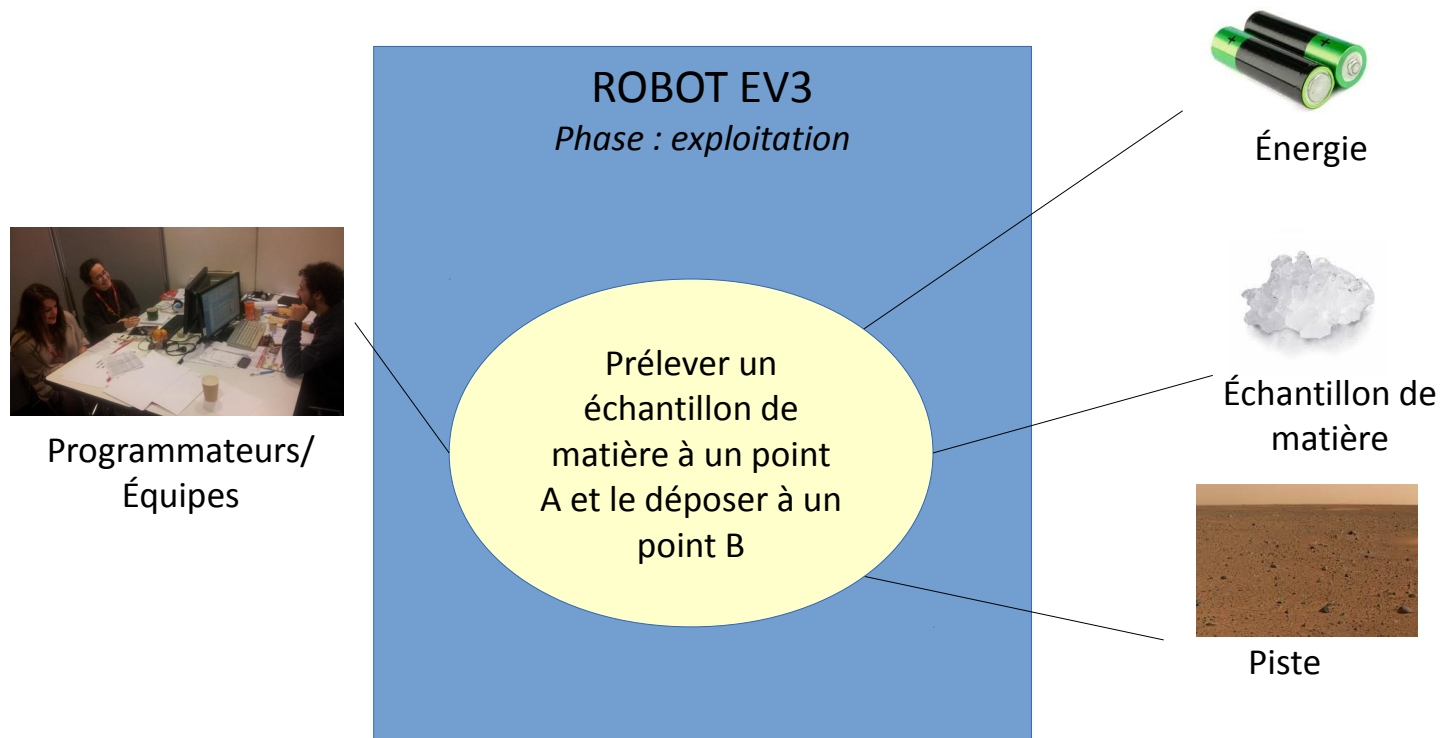 ROBOT EV3
Phase : exploitation
Énergie
Prélever un
échantillon de
matière à un point
A et le déposer à un
point B
Programmateurs/
Équipes
Échantillon de
matière
Piste